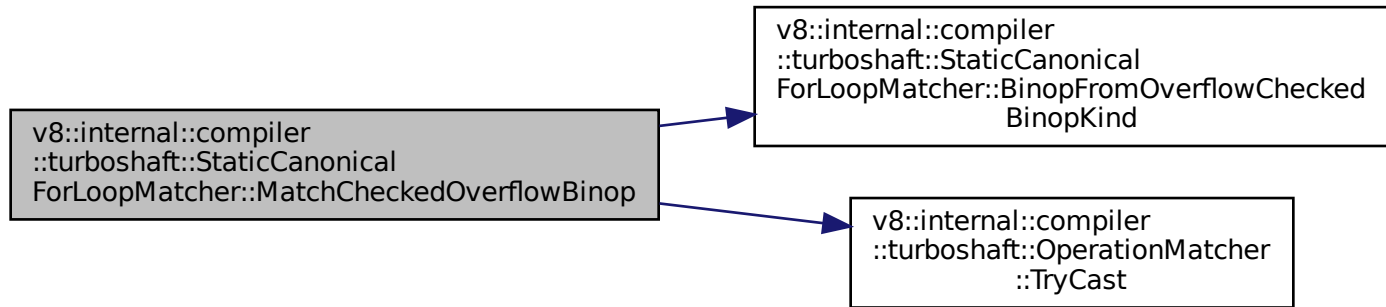 v8::internal::compiler
::turboshaft::StaticCanonical
ForLoopMatcher::MatchCheckedOverflowBinop
v8::internal::compiler
::turboshaft::StaticCanonical
ForLoopMatcher::BinopFromOverflowChecked
BinopKind
v8::internal::compiler
::turboshaft::OperationMatcher
::TryCast